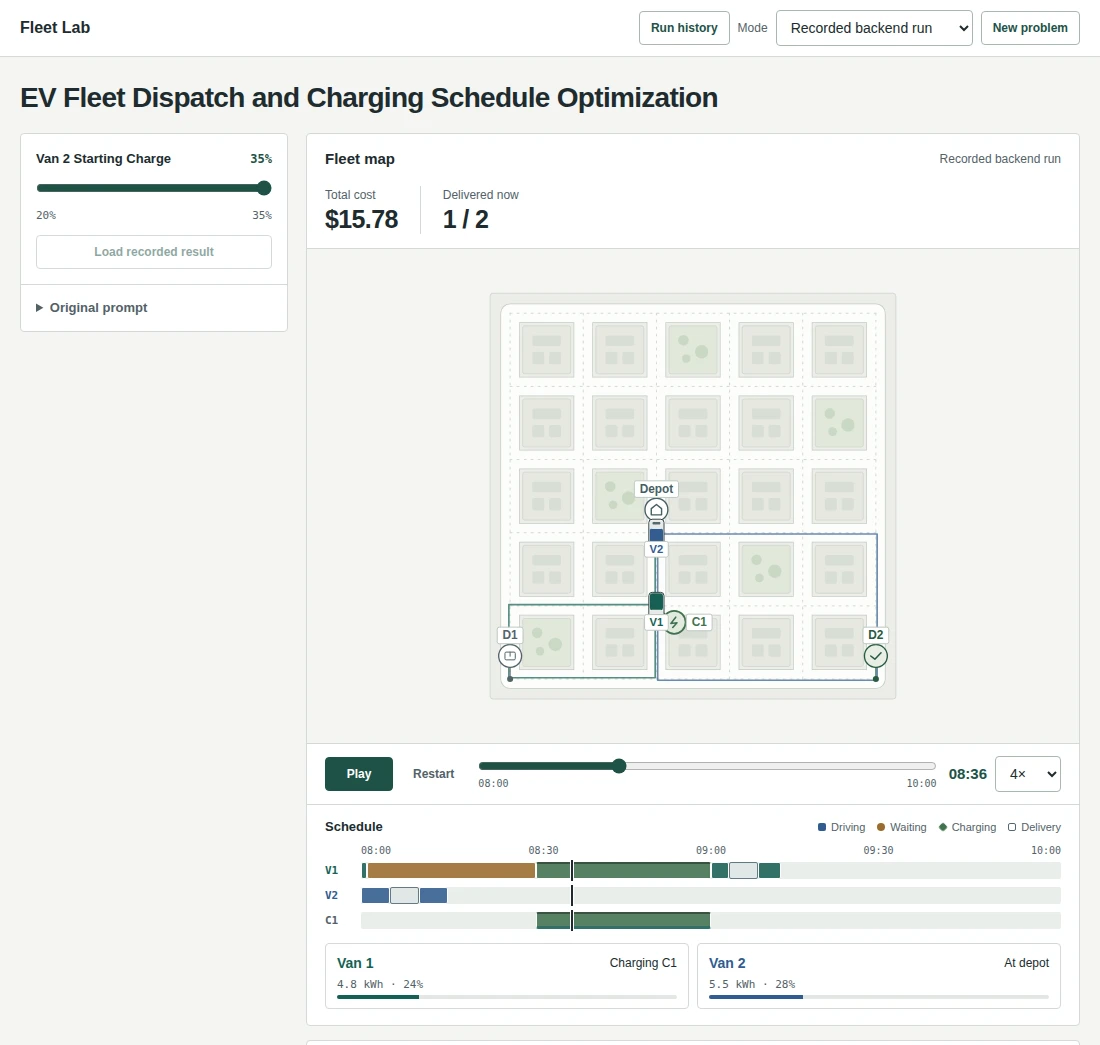 Fleet Lab
Run history
Mode
Recorded backend run
New problem
EV Fleet Dispatch and Charging Schedule Optimization
Van 2 Starting Charge 35%
20% 35%
Load recorded result
Original prompt
Fleet map
Recorded backend run
Total cost
$15.78
Delivered now
1 / 2
Depot
V2
V1
C1
D1
D2
Play
Restart
08:00
10:00
08:36
4×
Schedule
Driving Waiting Charging Delivery
08:00 08:30 09:00 09:30 10:00
V1
V2
C1
Van 1 Charging C1
4.8 kWh · 24%
Van 2 At depot
5.5 kWh · 28%